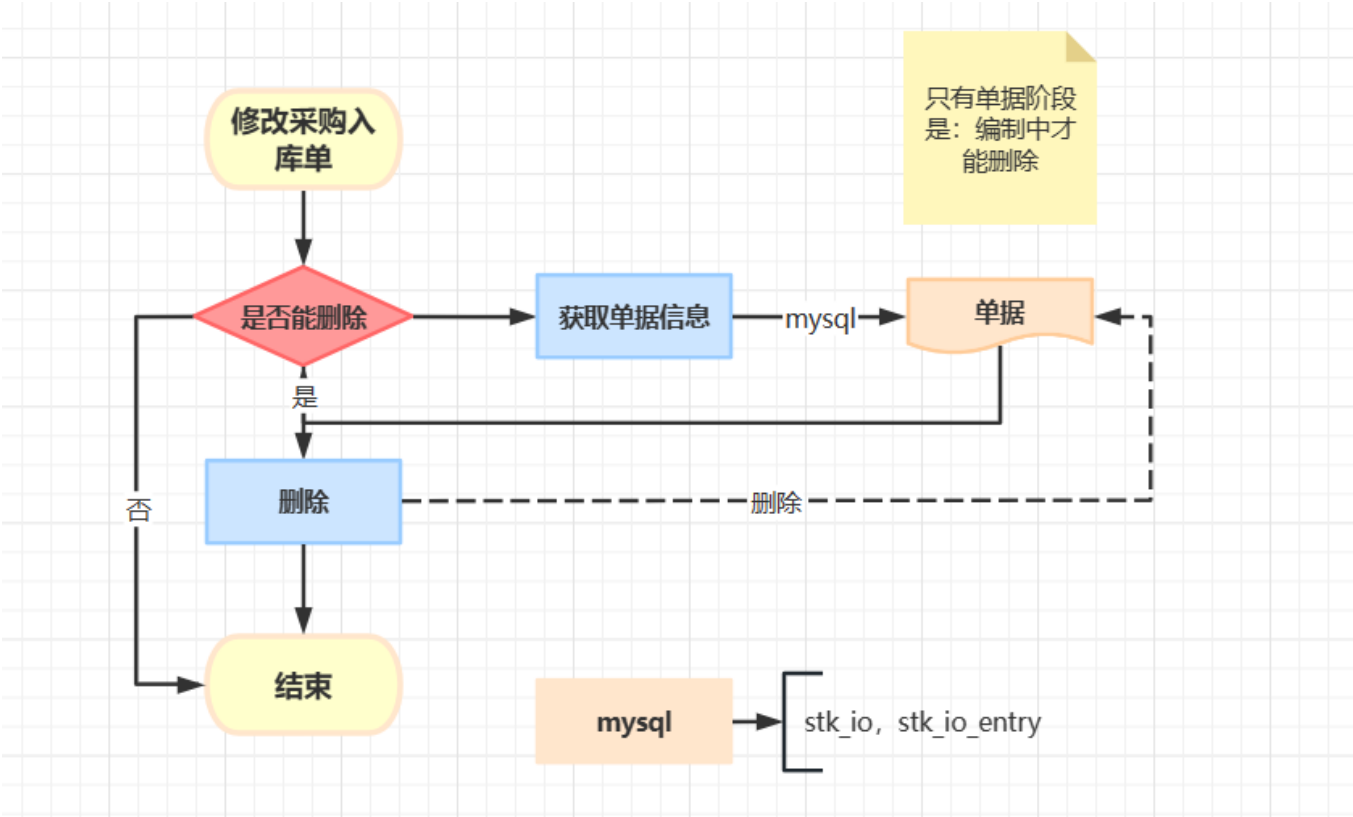 只有单据阶段
是：编制中才
能删除
修改采购入
库单
是否能删除
获取单据信息
mysql
单据
是
删除
删除
否
结束
mysql
stk_io，stk_io_entry